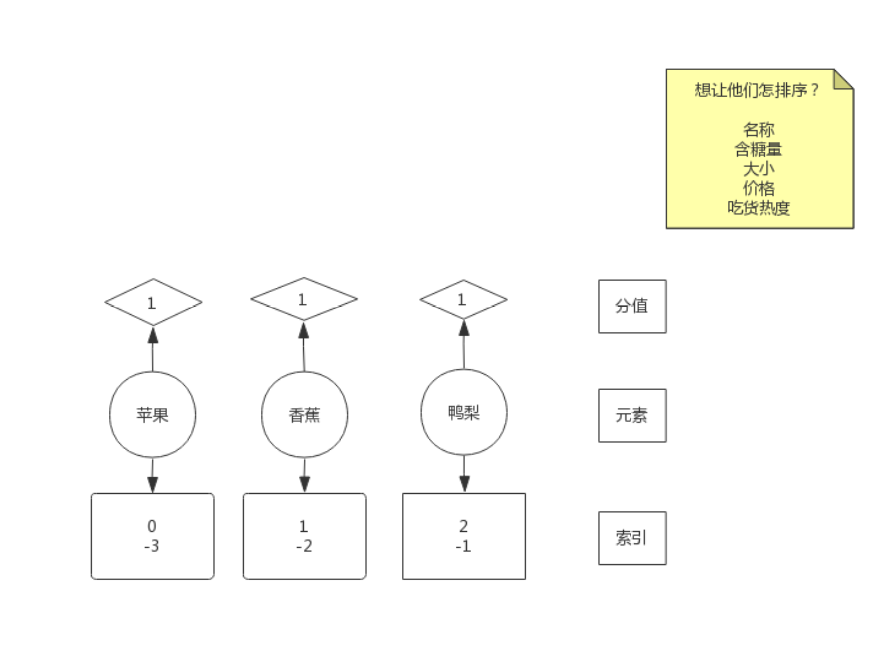 想让他们怎排序？
名称
含糖量
大小
价格
吃货热度
1
1
1
分值
苹果
香蕉
鸭梨
元素
0
-3
1
-2
2
-1
索引